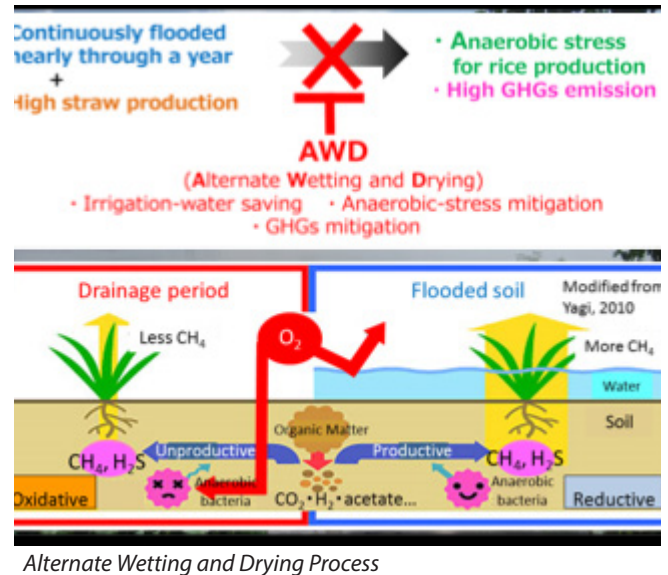 Continuously flooded
nearly through a year
+
High straw production
· Anaerobic stress
for rice production
· High GHGs emission
AWD
(Alternate Wetting and Drying)
· Irrigation-water saving · Anaerobic-stress mitigation
· GHGs mitigation
Drainage period
Less CH₄
O₂
Flooded soil
Modified from
Yagi, 2010
More CH₄
Water
Soil
Organic Matter
Unproductive
Productive
CH₄, H₂S
CH₄, H₂S
Anaerobic
bacteria
Anaerobic
bacteria
CO₂·H₂·acetate...
Oxidative
Reductive
Alternate Wetting and Drying Process